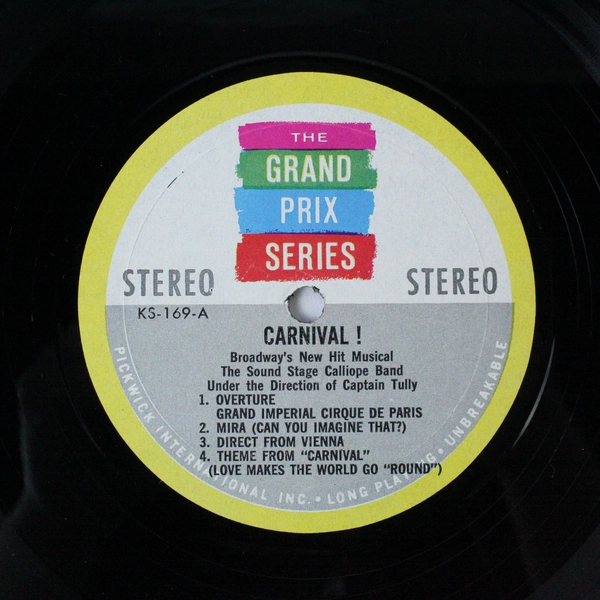 THE
GRAND
PRIX
SERIES
STEREO STEREO
KS-169-A
CARNIVAL !
Broadway's New Hit Musical
The Sound Stage Calliope Band
Under the Direction of Captain Tully
1. OVERTURE
GRAND IMPERIAL CIRQUE DE PARIS
2. MIRA (CAN YOU IMAGINE THAT?)
3. DIRECT FROM VIENNA
4. THEME FROM "CARNIVAL"
(LOVE MAKES THE WORLD GO "ROUND")
PICKWICK INTERNATIONAL INC. • LONG PLAYING • UNBREAKABLE